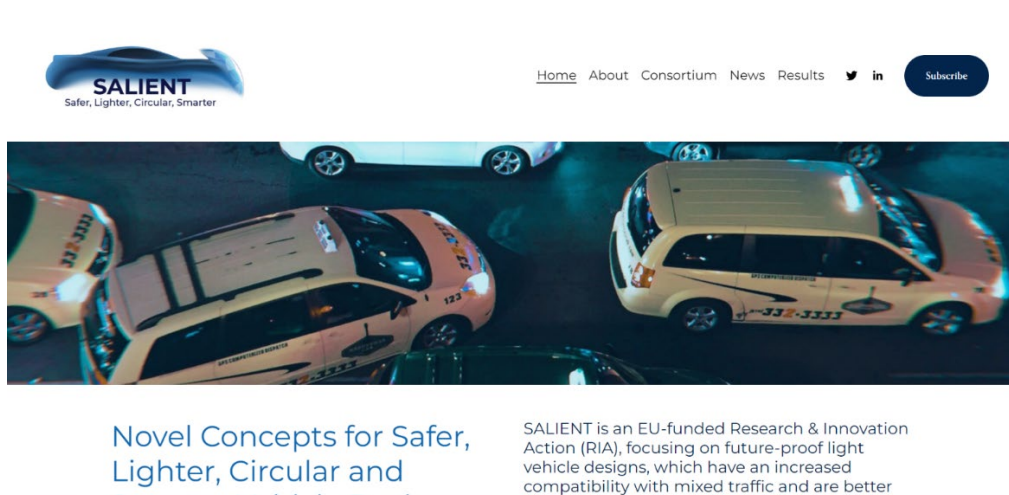 SALIENT
Safer, Lighter, Circular, Smarter
Home About Consortium News Results
Subscribe
332-3333
123
332-3333
Novel Concepts for Safer,
Lighter, Circular and
SALIENT is an EU-funded Research & Innovation
Action (RIA), focusing on future-proof light
vehicle designs, which have an increased
compatibility with mixed traffic and are better